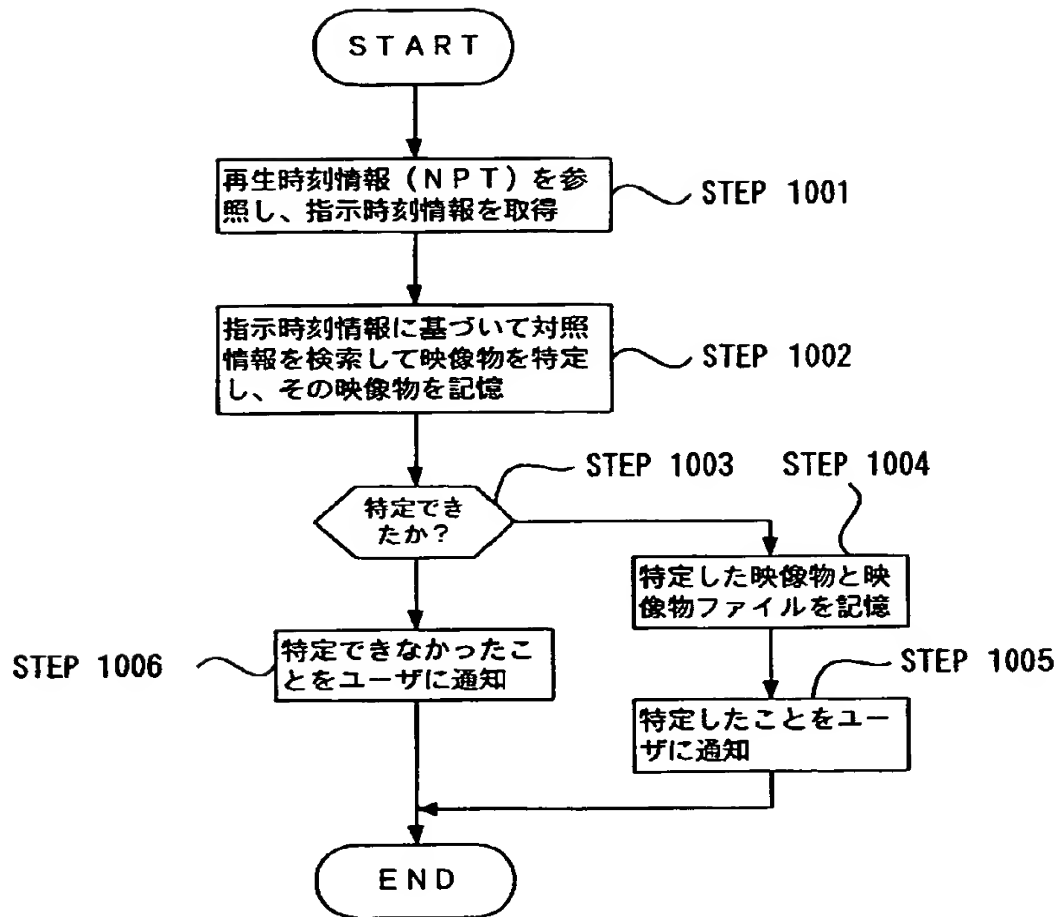 START
再生時刻情報（NPT）を参
照し、指示時刻情報を取得
STEP 1001
指示時刻情報に基づいて対照
情報を検索して映像物を特定
し、その映像物を記憶
STEP 1002
STEP 1003
特定でき
たか？
STEP 1004
特定した映像物と映
像物ファイルを記憶
STEP 1006
特定できなかったこ
とをユーザに通知
STEP 1005
特定したことをユー
ザに通知
END